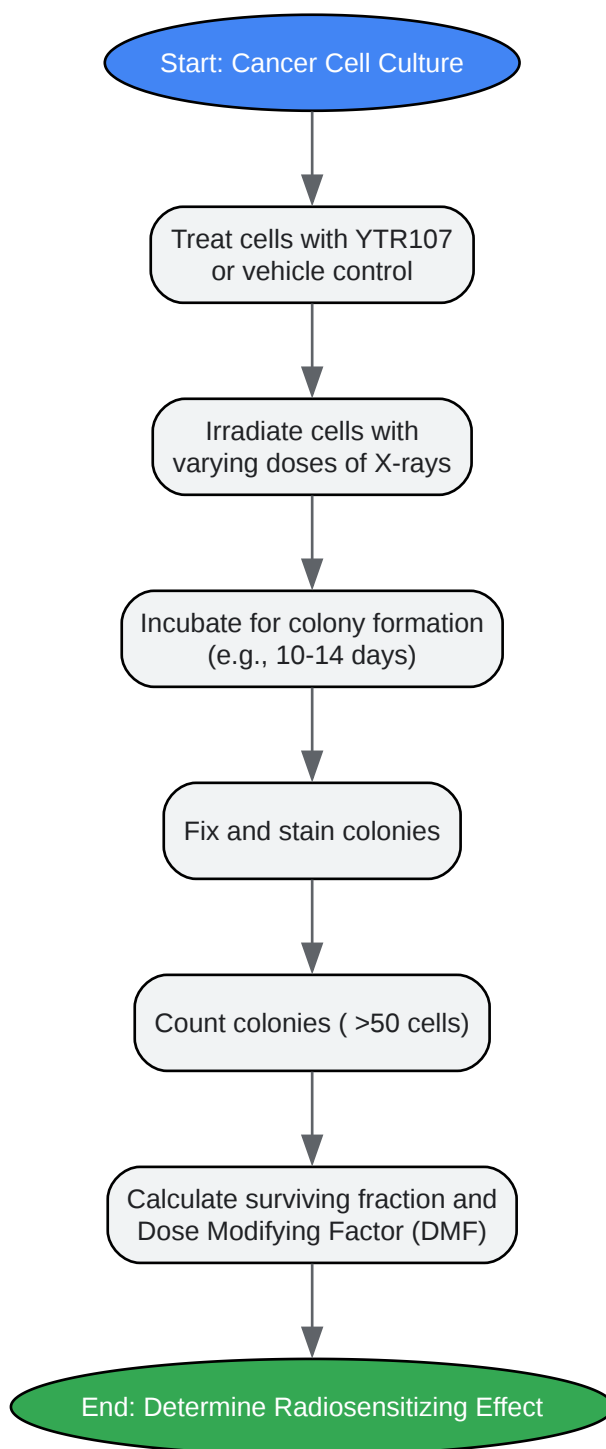 Start: Cancer Cell Culture
Treat cells with YTR107
or vehicle control
Irradiate cells with
varying doses of X-rays
Incubate for colony formation
(e.g., 10-14 days)
Fix and stain colonies
Count colonies ( >50 cells)
Calculate surviving fraction and
Dose Modifying Factor (DMF)
End: Determine Radiosensitizing Effect